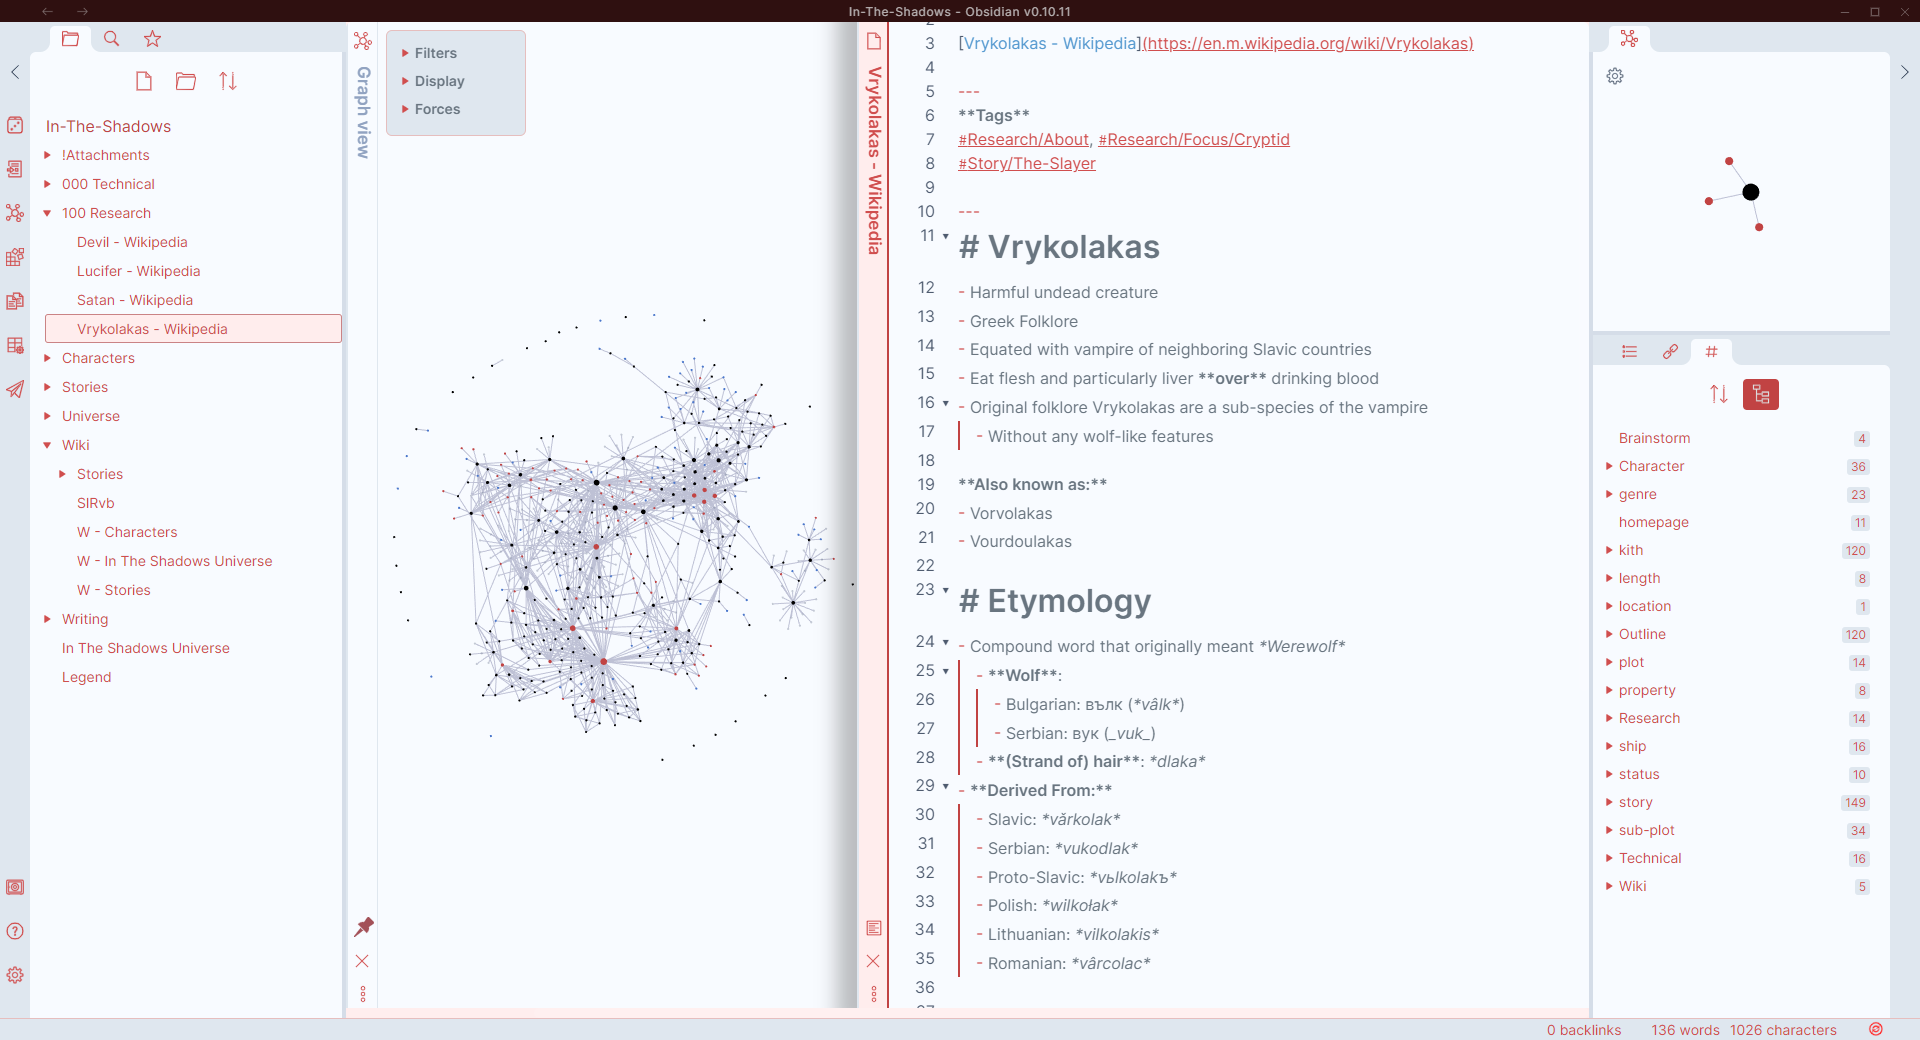 In-The-Shadows - Obsidian v0.10.11
In-The-Shadows
!Attachments
000 Technical
100 Research
Devil - Wikipedia
Lucifer - Wikipedia
Satan - Wikipedia
Vrykolakas - Wikipedia
Characters
Stories
Universe
Wiki
Stories
SIRvb
W - Characters
W - In The Shadows Universe
W - Stories
Writing
In The Shadows Universe
Legend
Graph view
Filters
Display
Forces
Vrykolakas - Wikipedia
3 [Vrykolakas - Wikipedia](https://en.m.wikipedia.org/wiki/Vrykolakas)
4
5 ---
6 **Tags**
7 #Research/About, #Research/Focus/Cryptid
8 #Story/The-Slayer
9
10 ---
11 # Vrykolakas
12 - Harmful undead creature
13 - Greek Folklore
14 - Equated with vampire of neighboring Slavic countries
15 - Eat flesh and particularly liver **over** drinking blood
16 - Original folklore Vrykolakas are a sub-species of the vampire
17 - Without any wolf-like features
18
19 **Also known as:**
20 - Vorvolakas
21 - Vourdoulakas
22
23 # Etymology
24 - Compound word that originally meant *Werewolf*
25 - **Wolf**:
26 - Bulgarian: вълк (*vâlk*)
27 - Serbian: вук (_vuk_)
28 - **(Strand of) hair**: *dlaka*
29 - **Derived From:**
30 - Slavic: *vărkolak*
31 - Serbian: *vukodlak*
32 - Proto-Slavic: *vьlkolakъ*
33 - Polish: *wilkołak*
34 - Lithuanian: *vilkolakis*
35 - Romanian: *vârcolac*
36
#
Brainstorm 4
Character 36
genre 23
homepage 11
kith 120
length 8
location 1
Outline 120
plot 14
property 8
Research 14
ship 16
status 10
story 149
sub-plot 34
Technical 16
Wiki 5
0 backlinks 136 words 1026 characters